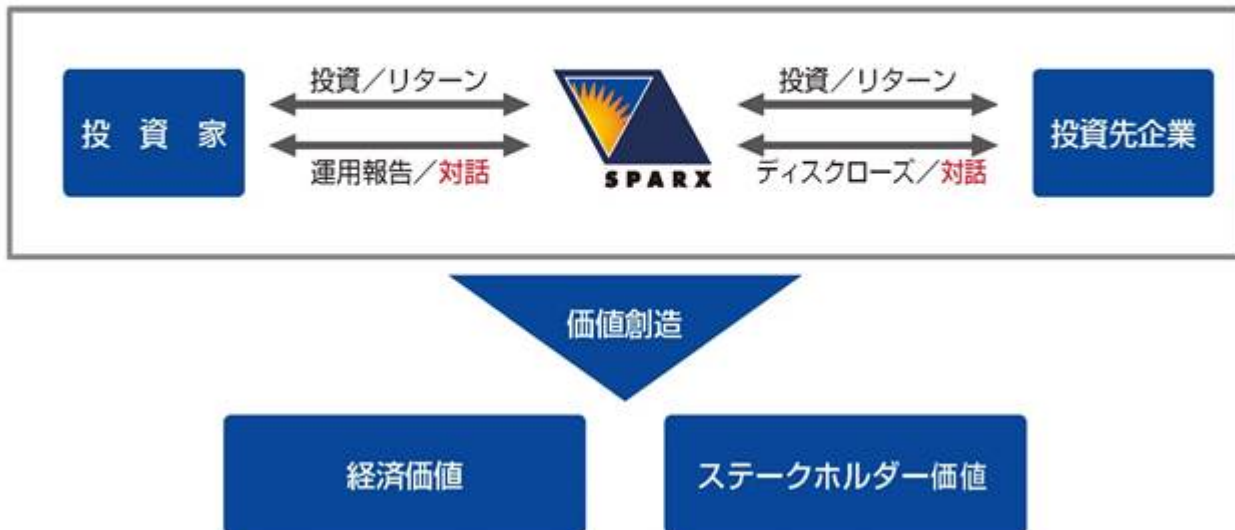 投資／リターン
投資／リターン
投　資　家
投資先企業
運用報告／対話
SPARX
ディスクローズ／対話
価値創造
経済価値
ステークホルダー価値